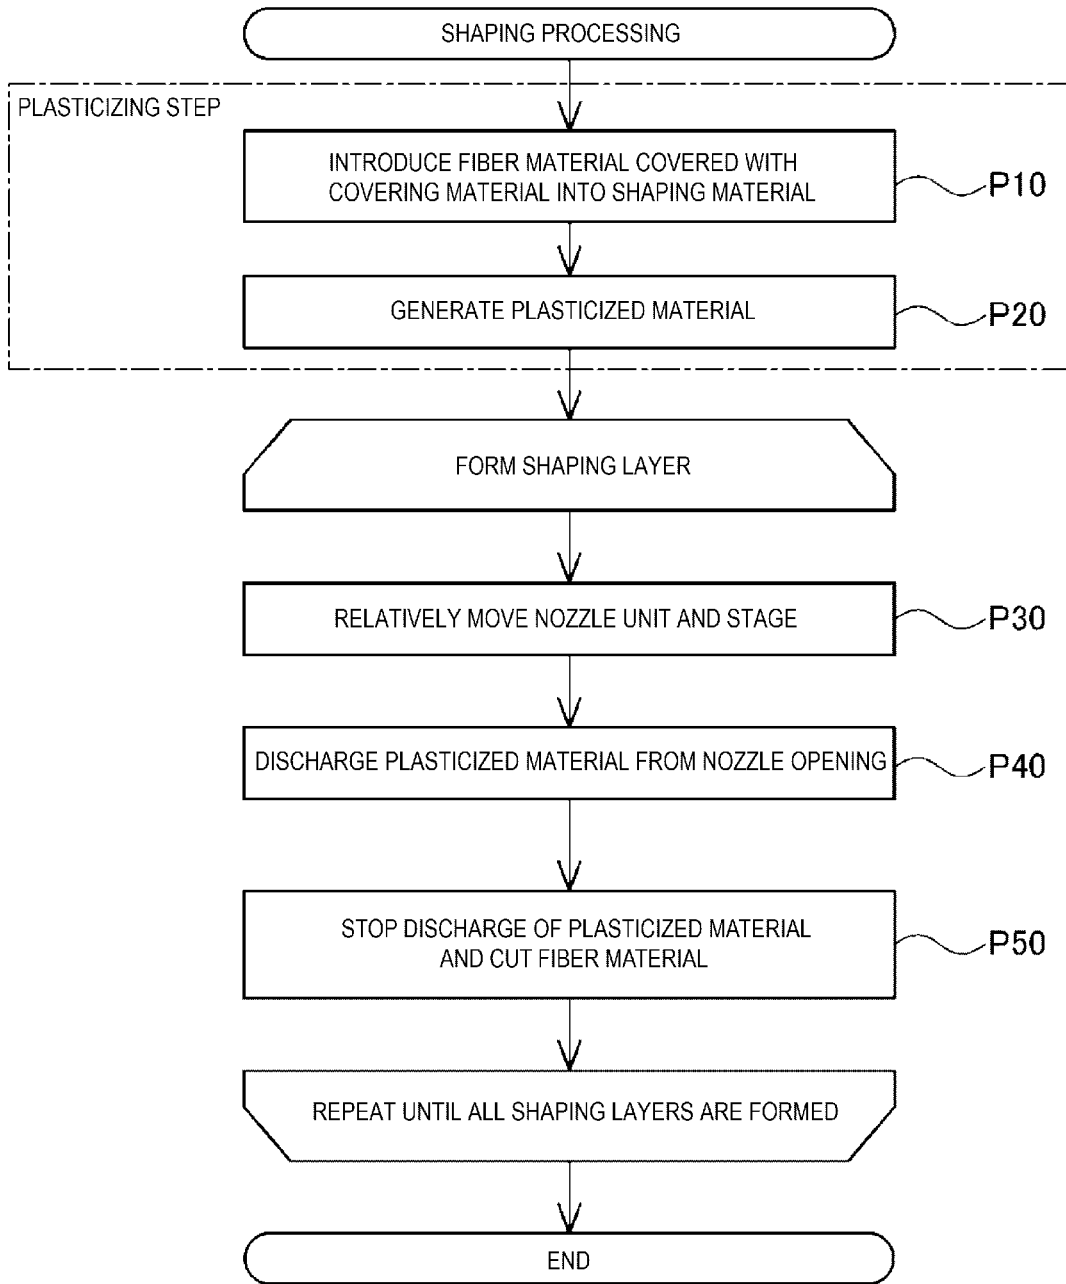 SHAPING PROCESSING
PLASTICIZING STEP
INTRODUCE FIBER MATERIAL COVERED WITH
COVERING MATERIAL INTO SHAPING MATERIAL
P10
GENERATE PLASTICIZED MATERIAL
P20
FORM SHAPING LAYER
RELATIVELY MOVE NOZZLE UNIT AND STAGE
P30
DISCHARGE PLASTICIZED MATERIAL FROM NOZZLE OPENING
P40
STOP DISCHARGE OF PLASTICIZED MATERIAL
AND CUT FIBER MATERIAL
P50
REPEAT UNTIL ALL SHAPING LAYERS ARE FORMED
END